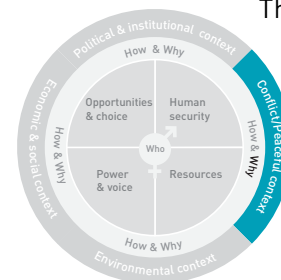 Th
Political & institutional context
How & Why
Economic & social context
How & Why
Opportunities
& choice
Human
security
Who
Power
& voice
Resources
How & Why
Conflict/Peaceful context
How & Why
Environmental context